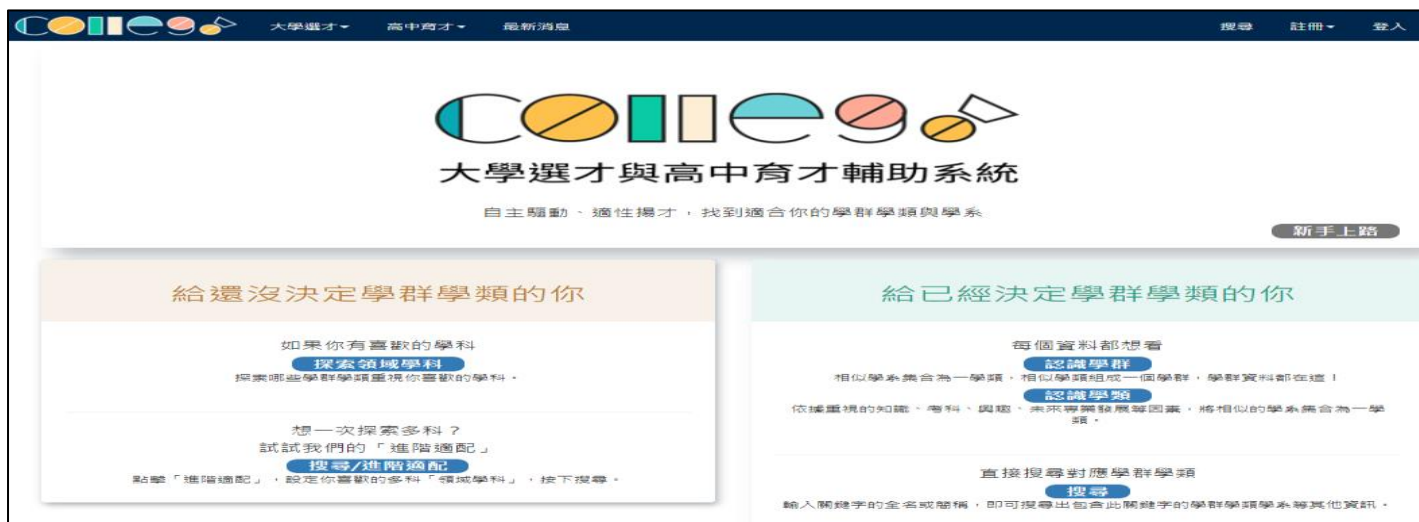 Collego 大學選才 高中育才 最新消息 搜尋 註冊 登入
Collego
大學選才與高中育才輔助系統
自主驅動、適性揚才,找到適合你的學群學類與學系
新手上路
給還沒決定學群學類的你
如果你有喜歡的學科
探索領域學科
探索哪些學群學類重視你喜歡的學科。
想一次探索多科?
試試我們的「進階適配」
搜尋/進階適配
點擊「進階適配」,設定你喜歡的多科「領域學科」,按下搜尋。
給已經決定學群學類的你
每個資料都想看
認識學群
相似學系集合為一學類,相似學類組成一個學群,學群資料都在這!
認識學類
依據重視的知識、考科、興趣、未來專業發展等因素,將相似的學系集合為一學
類。
直接搜尋對應學群學類
搜尋
輸入關鍵字的全名或簡稱,即可搜尋出包含此關鍵字的學群學類學系等其他資訊。